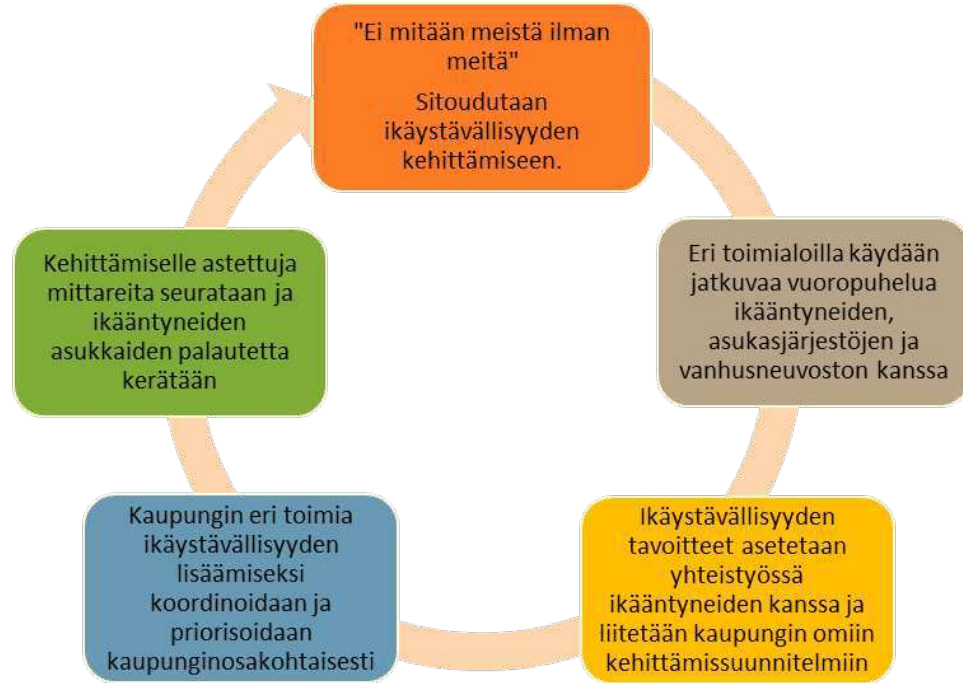 "Ei mitään meistä ilman
meitä"
Sitoudutaan
ikäystävällisyyden
kehittämiseen.
Eri toimialoilla käydään
jatkuvaa vuoropuhelua
ikääntyneiden,
asukasjärjestöjen ja
vanhusneuvoston kanssa
Ikäystävällisyyden
tavoitteet asetetaan
yhteistyössä
ikääntyneiden kanssa ja
liitetään kaupungin omiin
kehittämissuunnitelmiin
Kaupungin eri toimia
ikäystävällisyyden
lisäämiseksi
koordinoidaan ja
priorisoidaan
kaupunginosakohtaisesti
Kehittämiselle astettuja
mittareita seurataan ja
ikääntyneiden
asukkaiden palautetta
kerätään